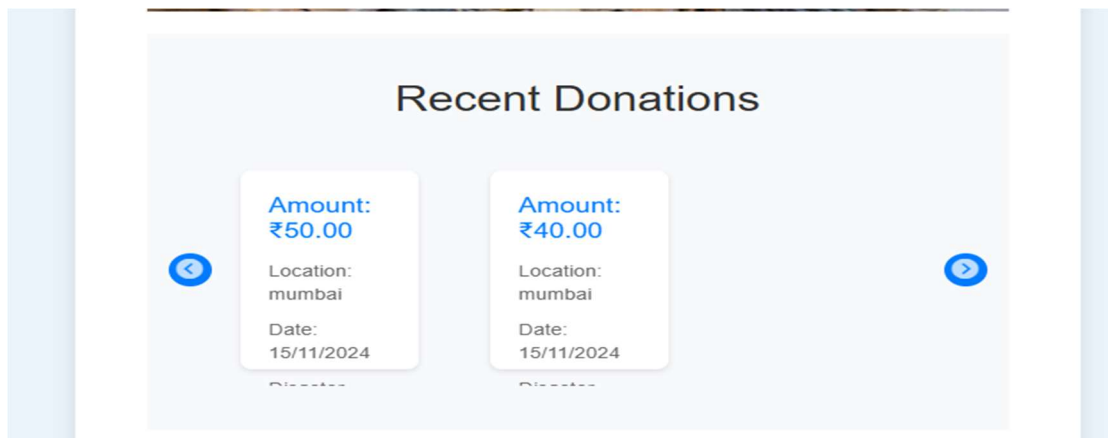 Recent Donations
Amount:
₹50.00
Location:
mumbai
Date:
15/11/2024
Amount:
₹40.00
Location:
mumbai
Date:
15/11/2024